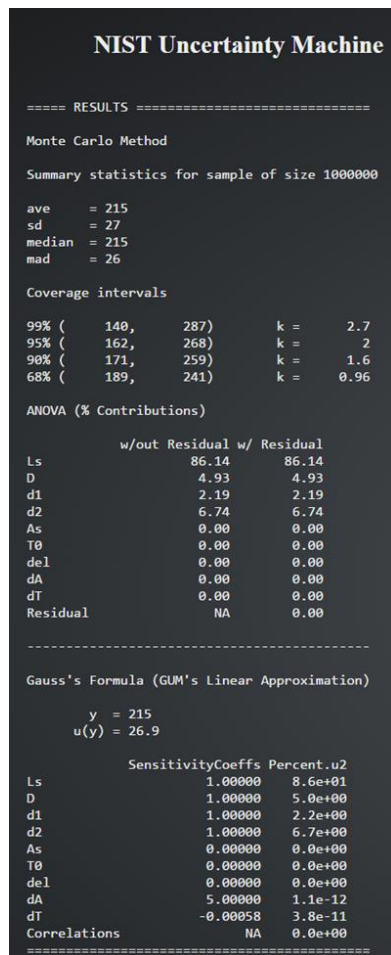 NIST Uncertainty Machine
===== RESULTS ==============================
Monte Carlo Method
Summary statistics for sample of size 1000000
ave = 215
sd = 27
median = 215
mad = 26
Coverage intervals
99% ( 140, 287) k = 2.7
95% ( 162, 268) k = 2
90% ( 171, 259) k = 1.6
68% ( 189, 241) k = 0.96
ANOVA (% Contributions)
w/out Residual w/ Residual
Ls 86.14 86.14
D 4.93 4.93
d1 2.19 2.19
d2 6.74 6.74
As 0.00 0.00
T0 0.00 0.00
del 0.00 0.00
dA 0.00 0.00
dT 0.00 0.00
Residual NA 0.00
--------------------------------------------
Gauss's Formula (GUM's Linear Approximation)
y = 215
u(y) = 26.9
SensitivityCoeffs Percent.u2
Ls 1.00000 8.6e+01
D 1.00000 5.0e+00
d1 1.00000 2.2e+00
d2 1.00000 6.7e+00
As 0.00000 0.0e+00
T0 0.00000 0.0e+00
del 0.00000 0.0e+00
dA 5.00000 1.1e-12
dT -0.00058 3.8e-11
Correlations NA 0.0e+00
============================================